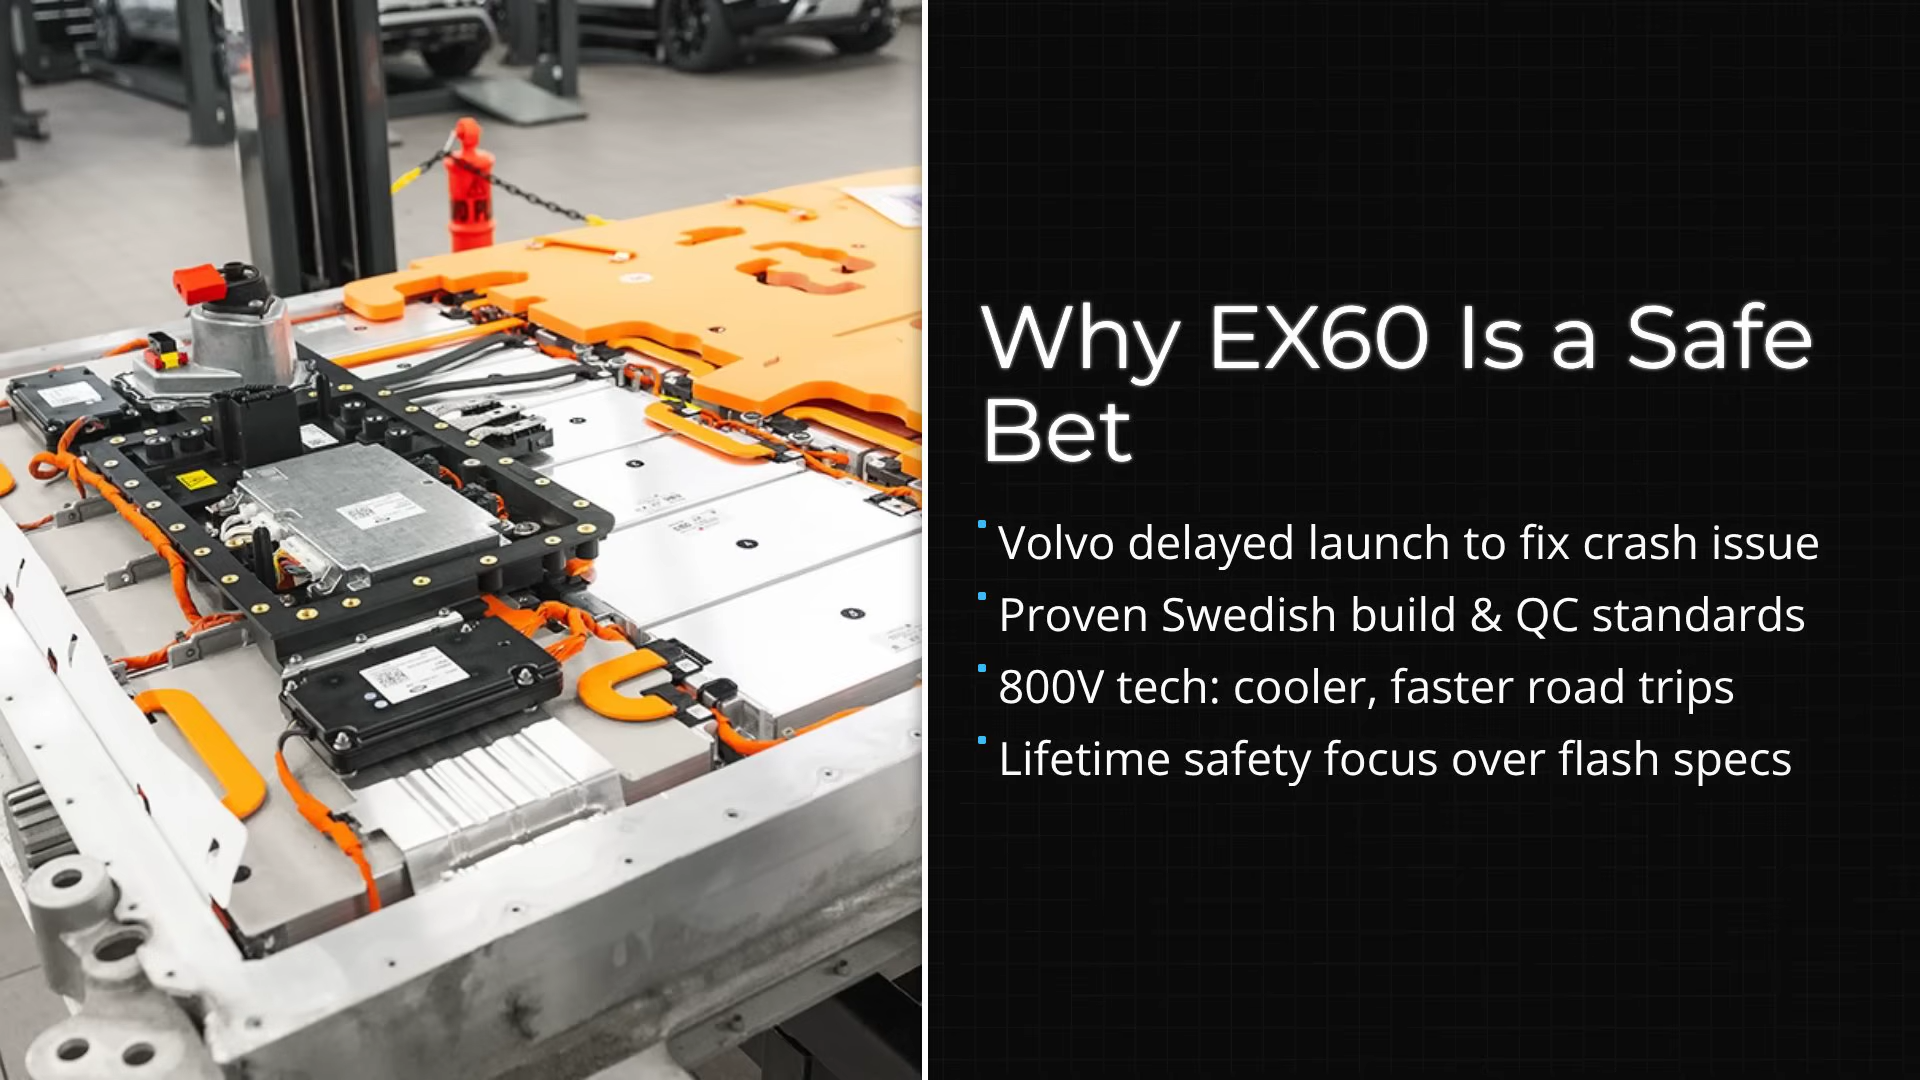 Why EX60 Is a Safe
Bet
Volvo delayed launch to fix crash issue
Proven Swedish build & QC standards
800V tech: cooler, faster road trips
Lifetime safety focus over flash specs